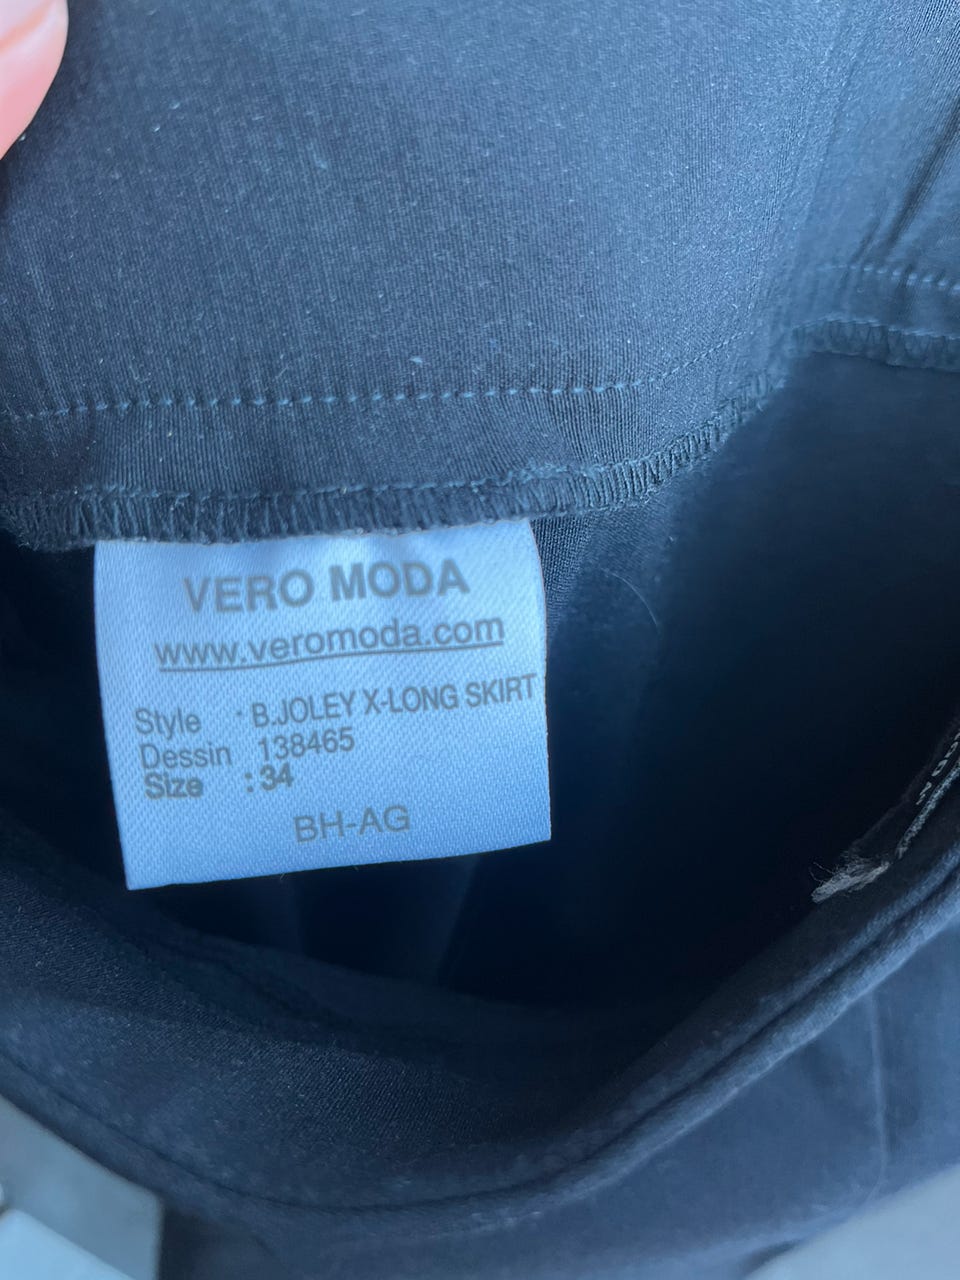 VERO MODA
www.veromoda.com
Style : B.JOLEY X-LONG SKIRT
Dessin 138465
Size : 34
BH-AG